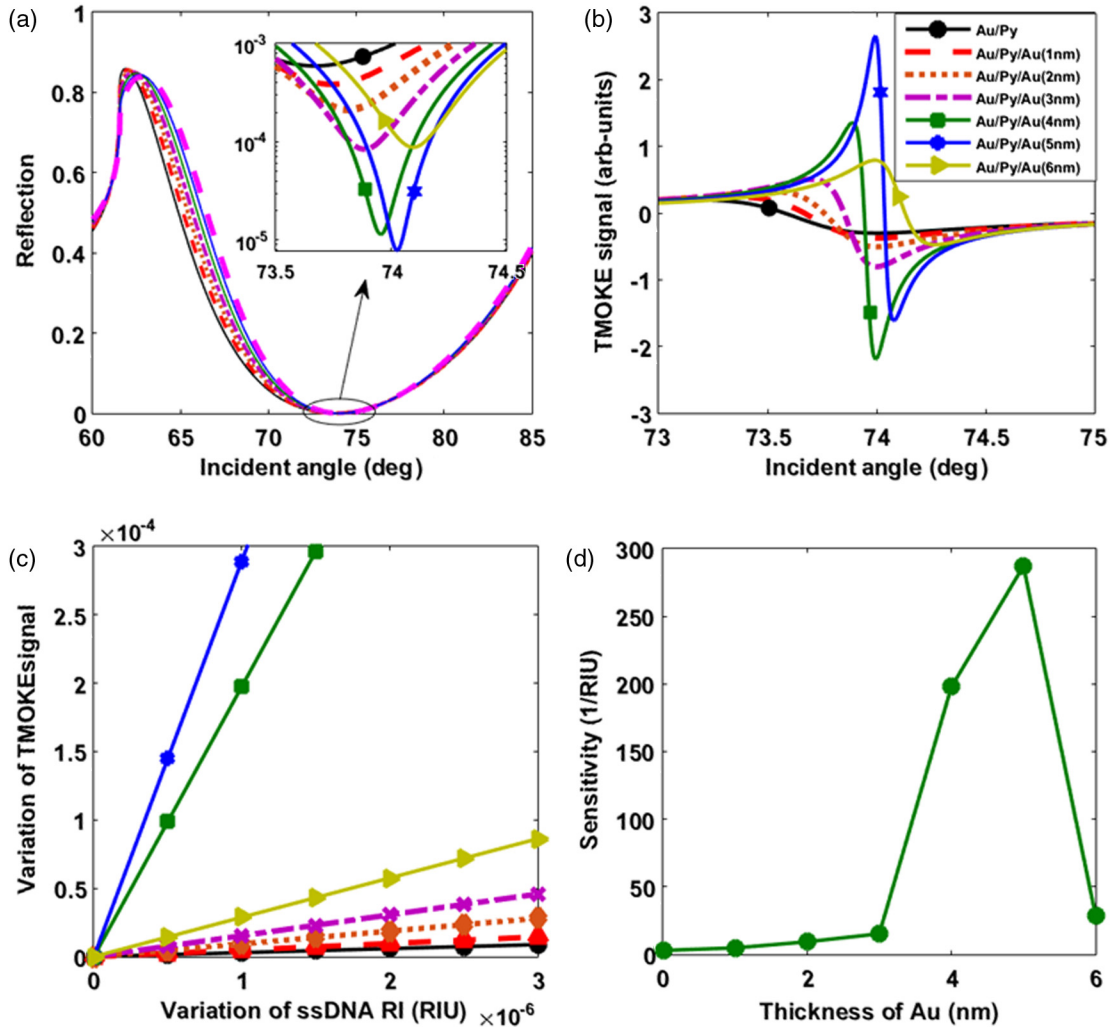 (a)
1
0.8
0.6
0.4
0.2
0
Reflection
60 65 70 75 80 85
Incident angle (deg)
10-3
10-4
10-5
73.5 74 74.5
(b)
3
2
1
0
-1
-2
-3
TMOKE signal (arb-units)
73 73.5 74 74.5 75
Incident angle (deg)
Au/Py
Au/Py/Au(1nm)
Au/Py/Au(2nm)
Au/Py/Au(3nm)
Au/Py/Au(4nm)
Au/Py/Au(5nm)
Au/Py/Au(6nm)
(c)
×10-4
3
2.5
2
1.5
1
0.5
0
Variation of TMOKEsignal
0 1 2 3
Variation of ssDNA RI (RIU) ×10-6
(d)
300
250
200
150
100
50
0
Sensitivity (1/RIU)
0 2 4 6
Thickness of Au (nm)